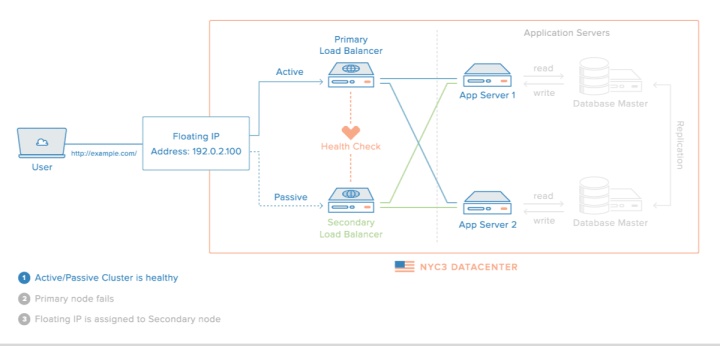 Application Servers
Primary
Load Balancer
Active
read
write
App Server 1
Database Master
Floating IP
Address: 192.0.2.100
http://example.com/
User
Health Check
Replication
Passive
read
write
Secondary
Load Balancer
App Server 2
Database Master
NYC3 DATACENTER
1 Active/Passive Cluster is healthy
2 Primary node fails
3 Floating IP is assigned to Secondary node